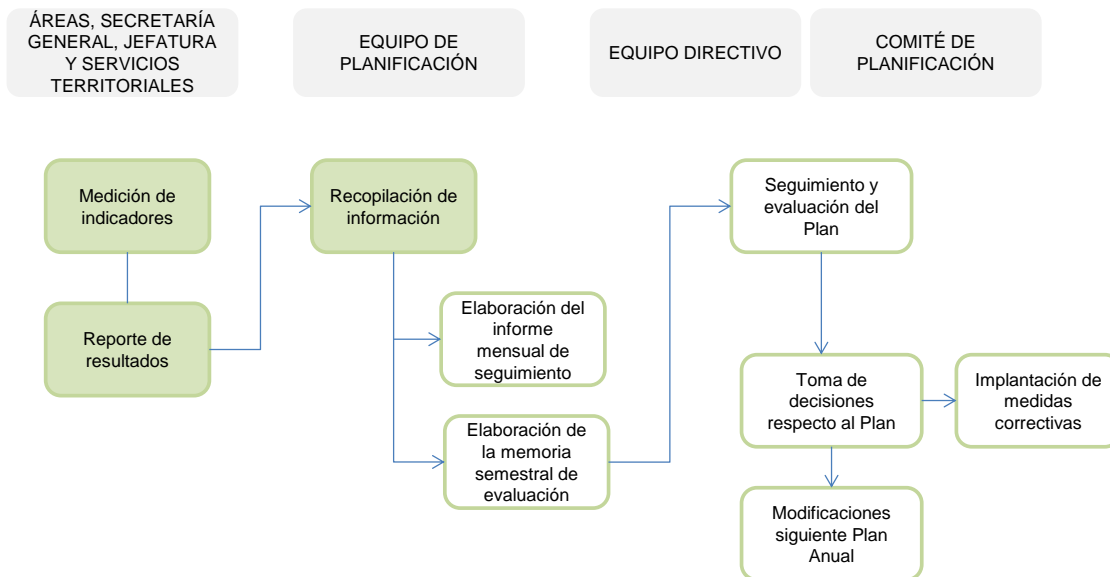 ÁREAS, SECRETARÍA
GENERAL, JEFATURA
Y SERVICIOS
TERRITORIALES
EQUIPO DE
PLANIFICACIÓN
EQUIPO DIRECTIVO
COMITÉ DE
PLANIFICACIÓN
Medición de
indicadores
Recopilación de
información
Seguimiento y
evaluación del
Plan
Reporte de
resultados
Elaboración del
informe
mensual de
seguimiento
Toma de
decisiones
respecto al Plan
Implantación de
medidas
correctivas
Elaboración de
la memoria
semestral de
evaluación
Modificaciones
siguiente Plan
Anual